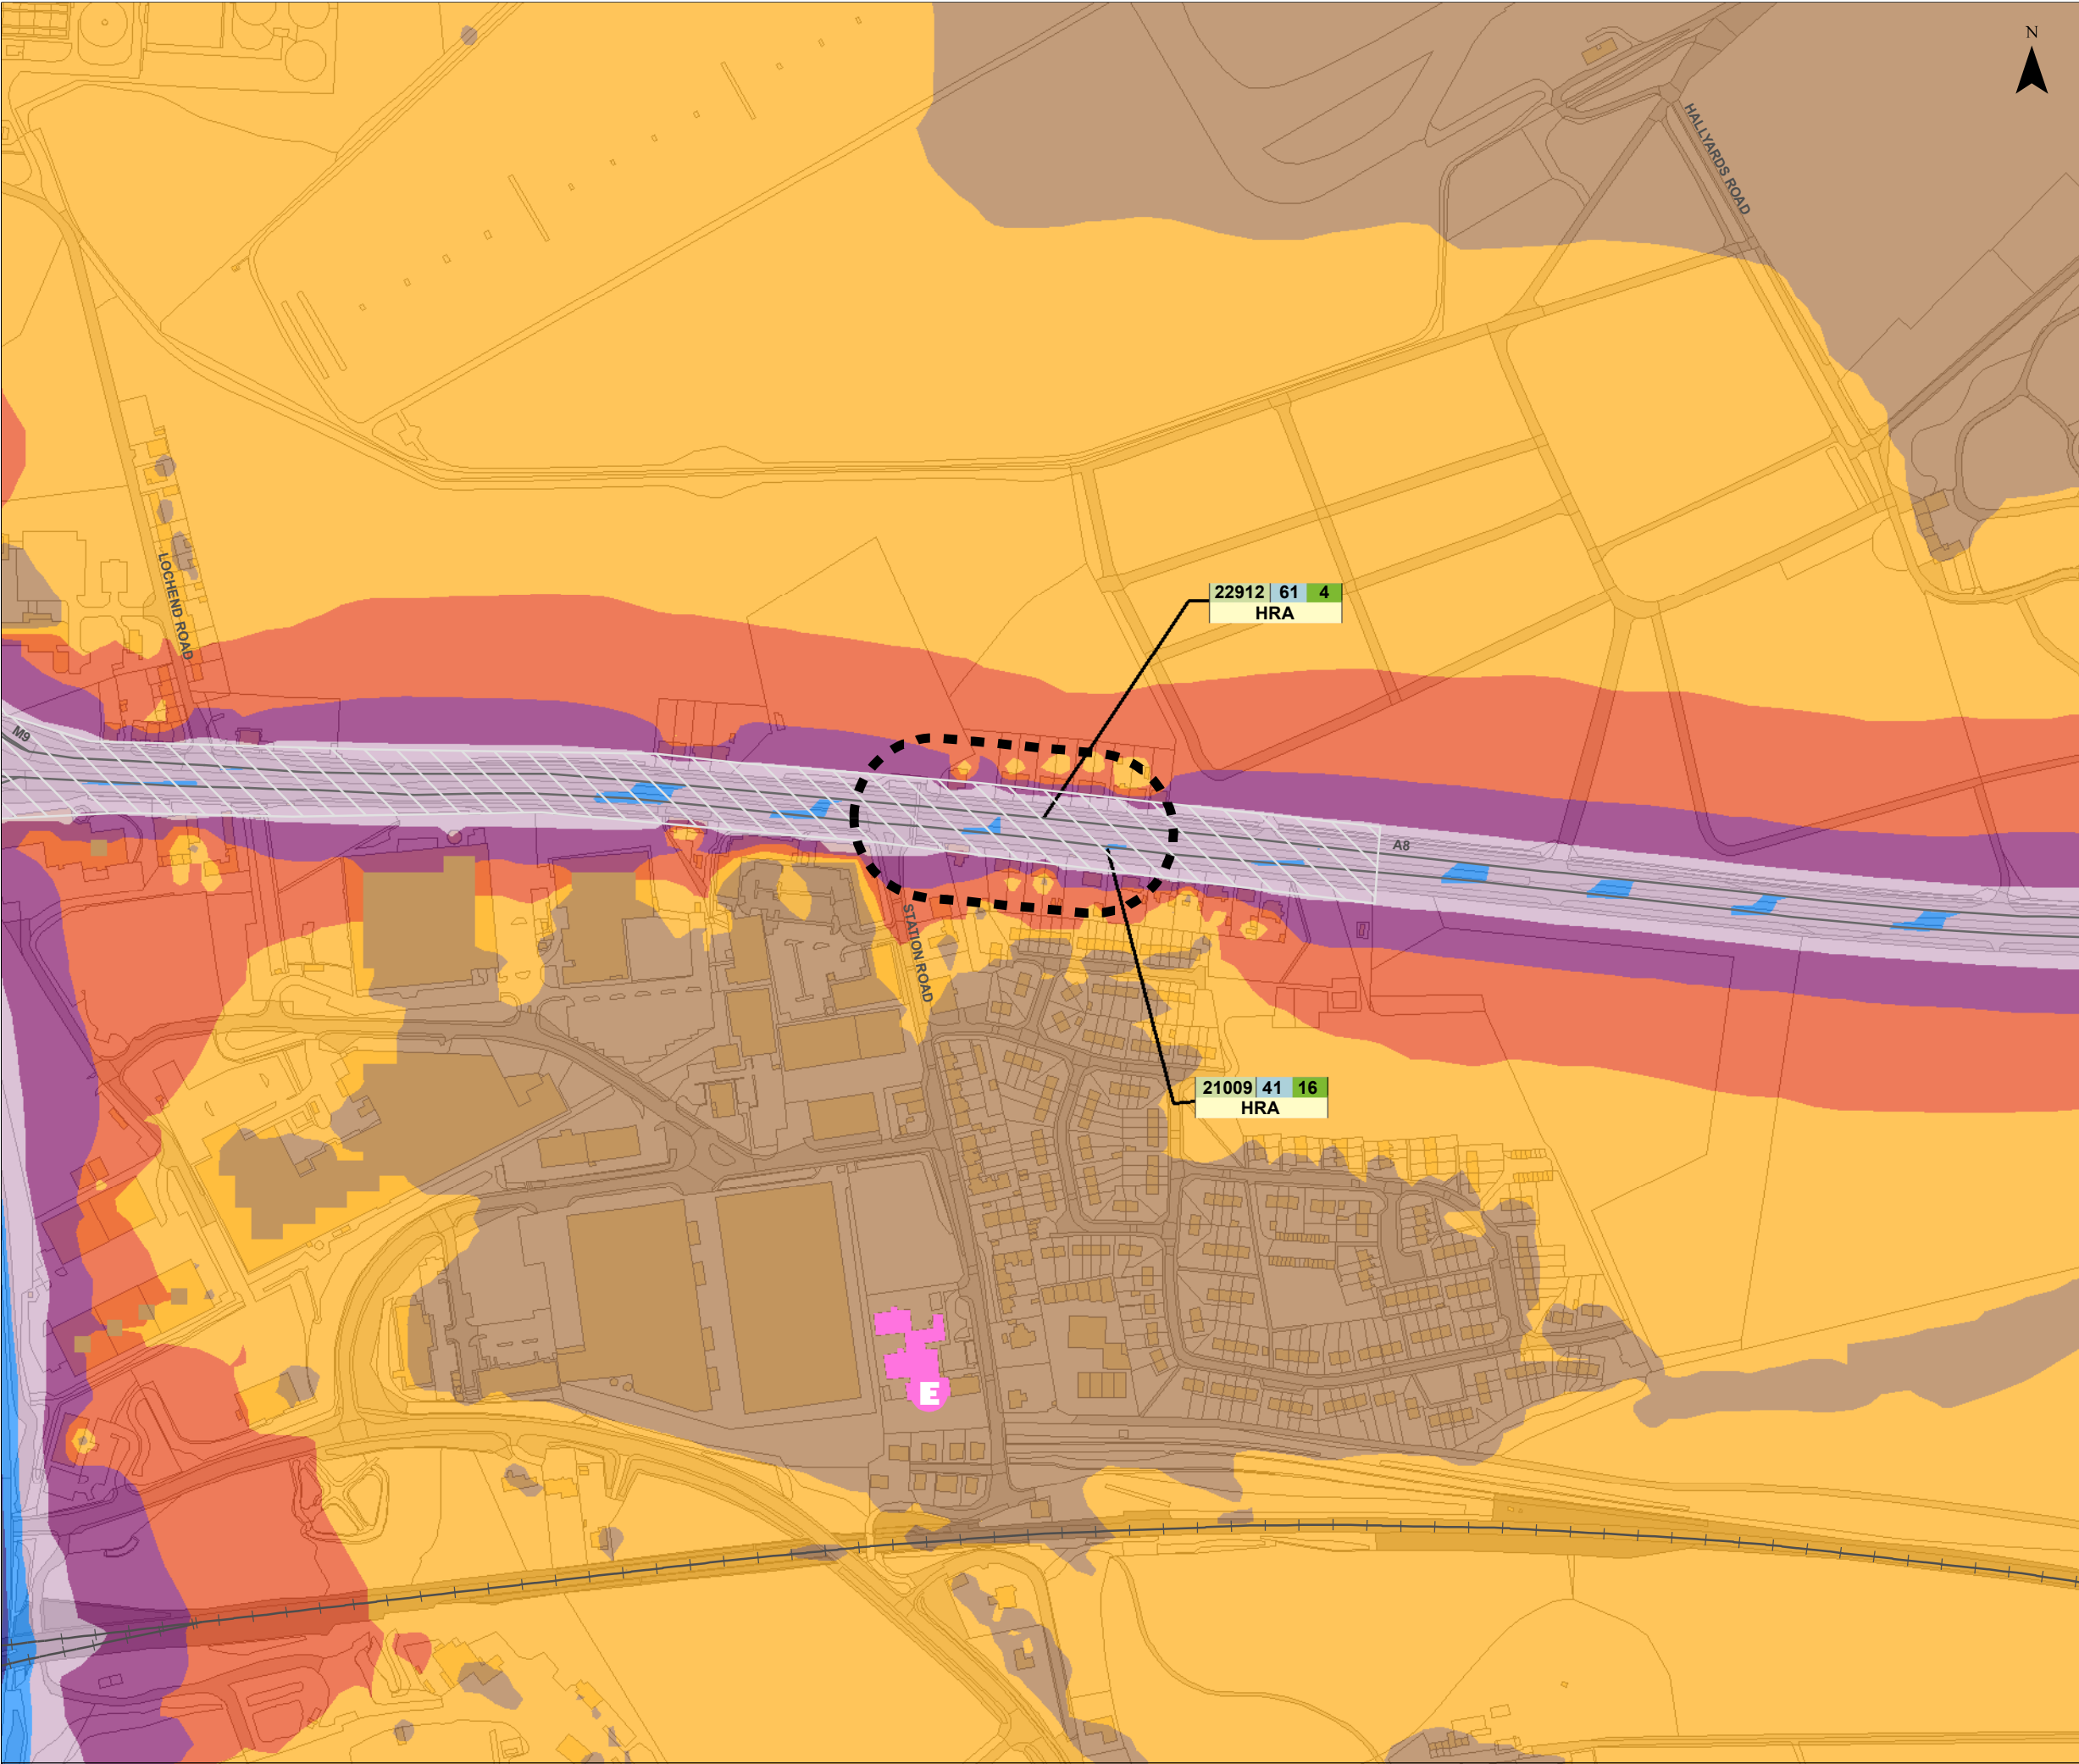 N
HALLYARDS ROAD
LOCHEND ROAD
22912 61 4
HRA
M9
A8
STATION ROAD
21009 41 16
HRA
E